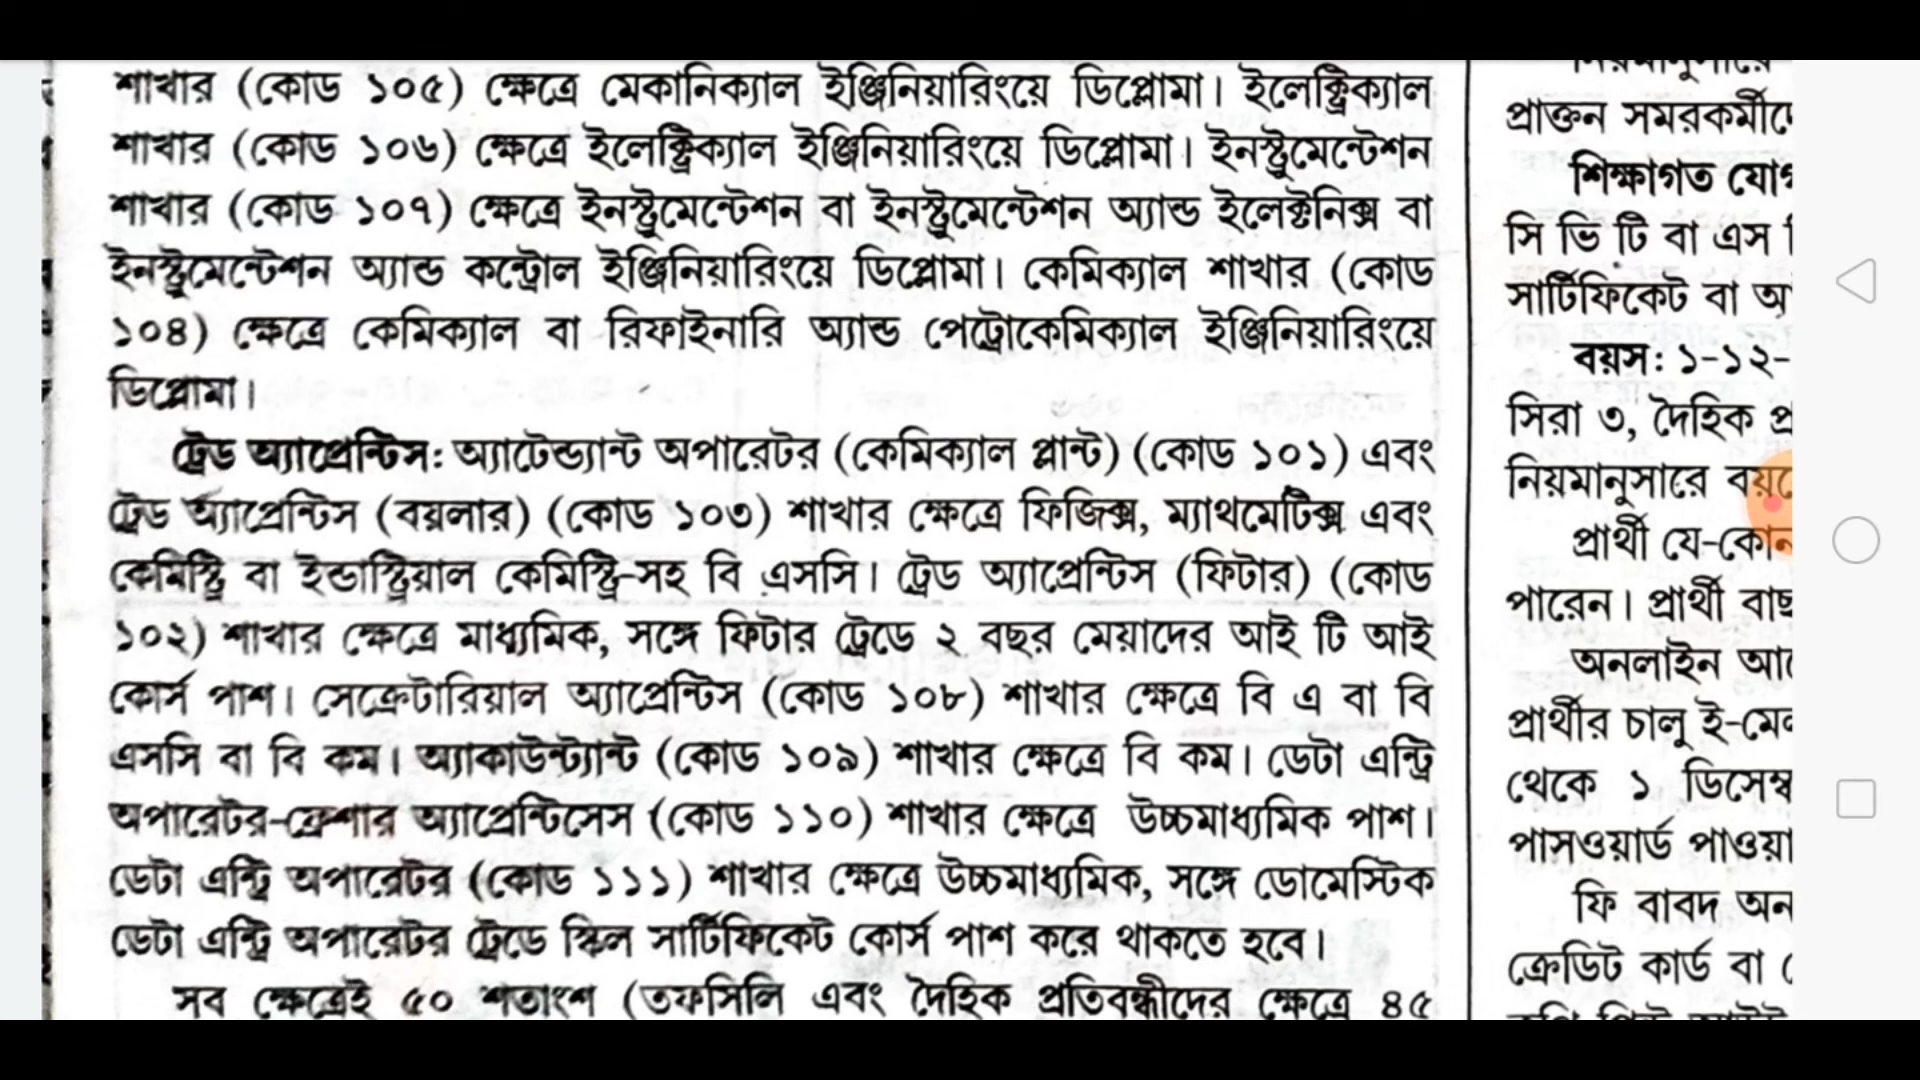 শাখার (কোড ১০৫) ক্ষেত্রে মেকানিক্যাল ইঞ্জিনিয়ারিংয়ে ডিপ্লোমা। ইলেক্ট্রিক্যাল
শাখার (কোড ১০৬) ক্ষেত্রে ইলেক্ট্রিক্যাল ইঞ্জিনিয়ারিংয়ে ডিপ্লোমা। ইনস্ট্রুমেন্টেশন
শাখার (কোড ১০৭) ক্ষেত্রে ইনস্ট্রুমেন্টেশন বা ইনস্ট্রুমেন্টেশন অ্যান্ড ইলেক্টনিক্স বা
ইনস্ট্রুমেন্টেশন অ্যান্ড কন্ট্রোল ইঞ্জিনিয়ারিংয়ে ডিপ্লোমা। কেমিক্যাল শাখার (কোড
১০৪) ক্ষেত্রে কেমিক্যাল বা রিফাইনারি অ্যান্ড পেট্রোকেমিক্যাল ইঞ্জিনিয়ারিংয়ে
ডিপ্লোমা।
ট্রেড অ্যাপ্রেন্টিস: অ্যাটেন্ড্যান্ট অপারেটর (কেমিক্যাল প্লান্ট) (কোড ১০১) এবং
ট্রেড অ্যাপ্রেন্টিস (বয়লার) (কোড ১০৩) শাখার ক্ষেত্রে ফিজিক্স, ম্যাথমেটিক্স এবং
কেমিস্ট্রি বা ইন্ডাস্ট্রিয়াল কেমিস্ট্রি-সহ বি এসসি। ট্রেড অ্যাপ্রেন্টিস (ফিটার) (কোড
১০২) শাখার ক্ষেত্রে মাধ্যমিক, সঙ্গে ফিটার ট্রেডে ২ বছর মেয়াদের আই টি আই
কোর্স পাশ। সেক্রেটারিয়াল অ্যাপ্রেন্টিস (কোড ১০৮) শাখার ক্ষেত্রে বি এ বা বি
এসসি বা বি কম। অ্যাকাউন্ট্যান্ট (কোড ১০৯) শাখার ক্ষেত্রে বি কম। ডেটা এন্ট্রি
অপারেটর-ফ্রেশার অ্যাপ্রেন্টিসেস (কোড ১১০) শাখার ক্ষেত্রে উচ্চমাধ্যমিক পাশ।
ডেটা এন্ট্রি অপারেটর (কোড ১১১) শাখার ক্ষেত্রে উচ্চমাধ্যমিক, সঙ্গে ডোমেস্টিক
ডেটা এন্ট্রি অপারেটর ট্রেডে স্কিল সার্টিফিকেট কোর্স পাশ করে থাকতে হবে।
সব ক্ষেত্রেই ৫০ শতাংশ (তফসিলি এবং দৈহিক প্রতিবন্ধীদের ক্ষেত্রে ৪৫
প্রাক্তন সমরকর্মীদে
শিক্ষাগত
সি ভি টি বা এস
সার্টিফিকেট বা অ
বয়স: ১-১২-
সিরা ৩, দৈহিক প্র
নিয়মানুসারে
প্রার্থী যে-কোন
পারেন। প্রার্থী বাছ
অনলাইন আ
প্রার্থীর চালু ই-মেল
থেকে ১ ডিসেম্ব
পাসওয়ার্ড পাওয়া
ফি বাবদ অন
ক্রেডিট কার্ড বা